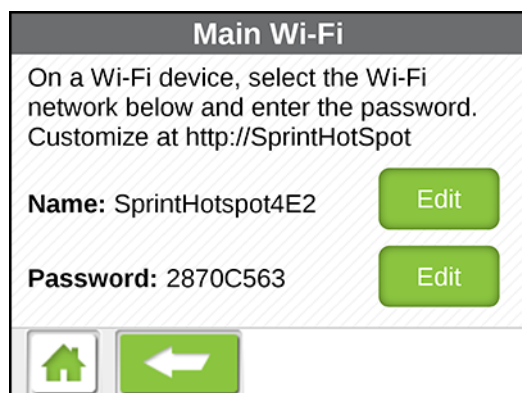 Main Wi-Fi
On a Wi-Fi device, select the Wi-Fi
network below and enter the password.
Customize at http://SprintHotSpot
Name: SprintHotspot4E2 Edit
Password: 2870C563 Edit